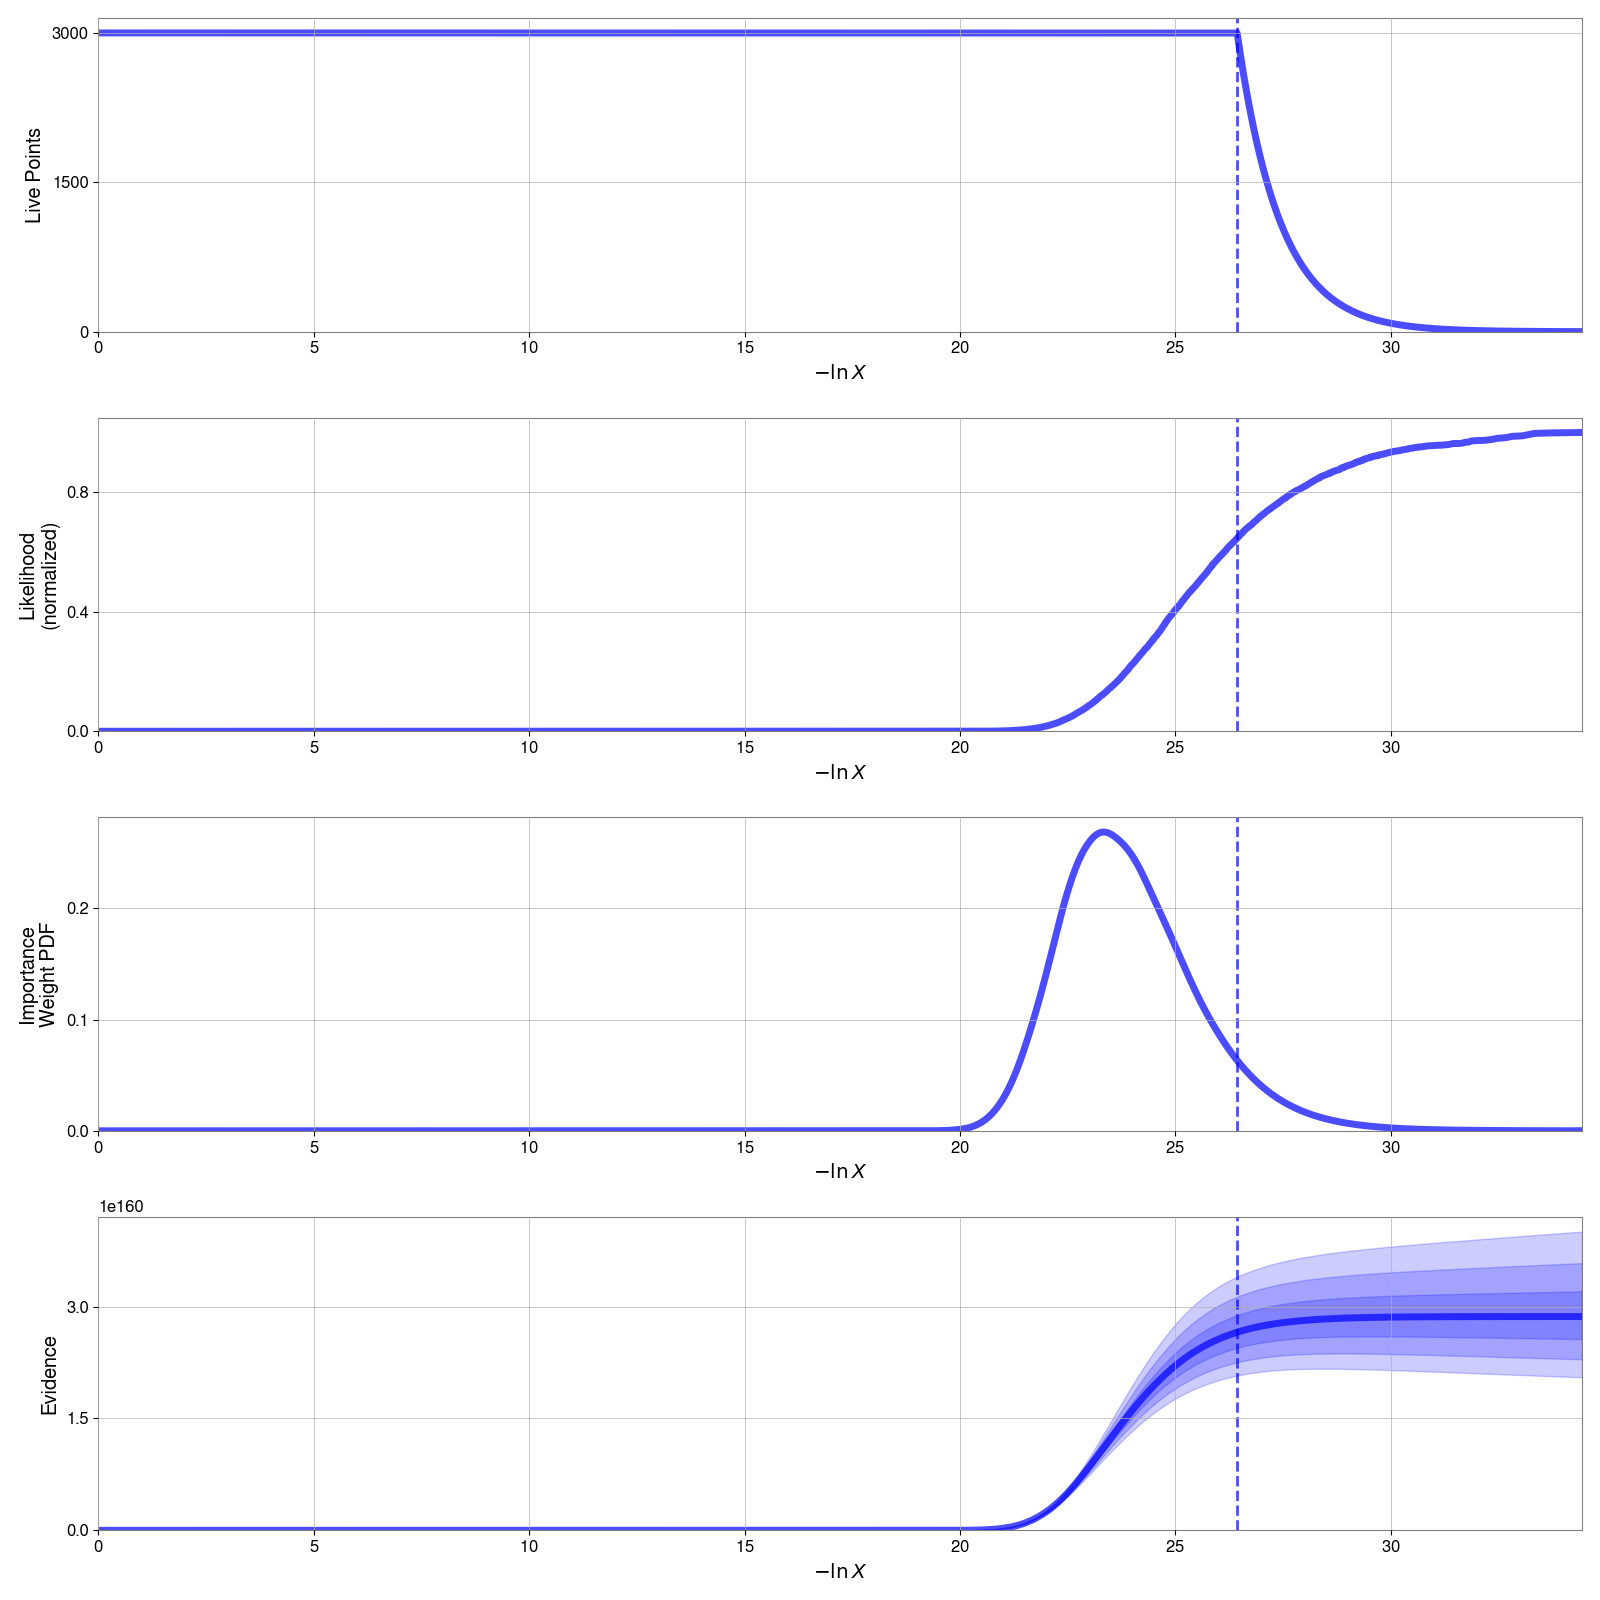 3000
1500
0
Live Points
0 5 10 15 20 25 30
−ln X
0.8
0.4
0.0
Likelihood
(normalized)
0 5 10 15 20 25 30
−ln X
0.2
0.1
0.0
Importance
Weight PDF
0 5 10 15 20 25 30
−ln X
1e160
3.0
1.5
0.0
Evidence
0 5 10 15 20 25 30
−ln X